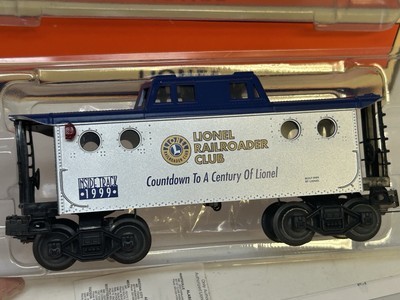 LIONEL
RAILROADER
CLUB
INSIDE TRACK
1999
Countdown To A Century Of Lionel